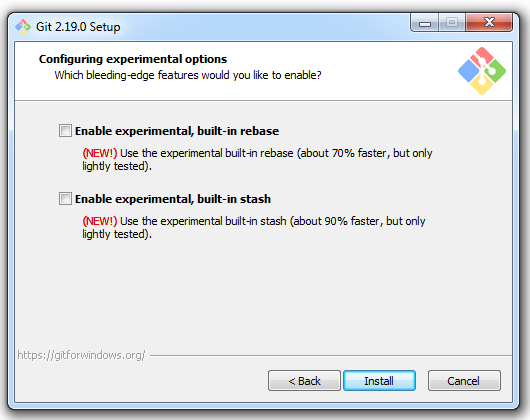 Git 2.19.0 Setup
Configuring experimental options
Which bleeding-edge features would you like to enable?
Enable experimental, built-in rebase
(NEW!) Use the experimental built-in rebase (about 70% faster, but only
lightly tested).
Enable experimental, built-in stash
(NEW!) Use the experimental built-in stash (about 90% faster, but only
lightly tested).
https://gitforwindows.org/
< Back Install Cancel